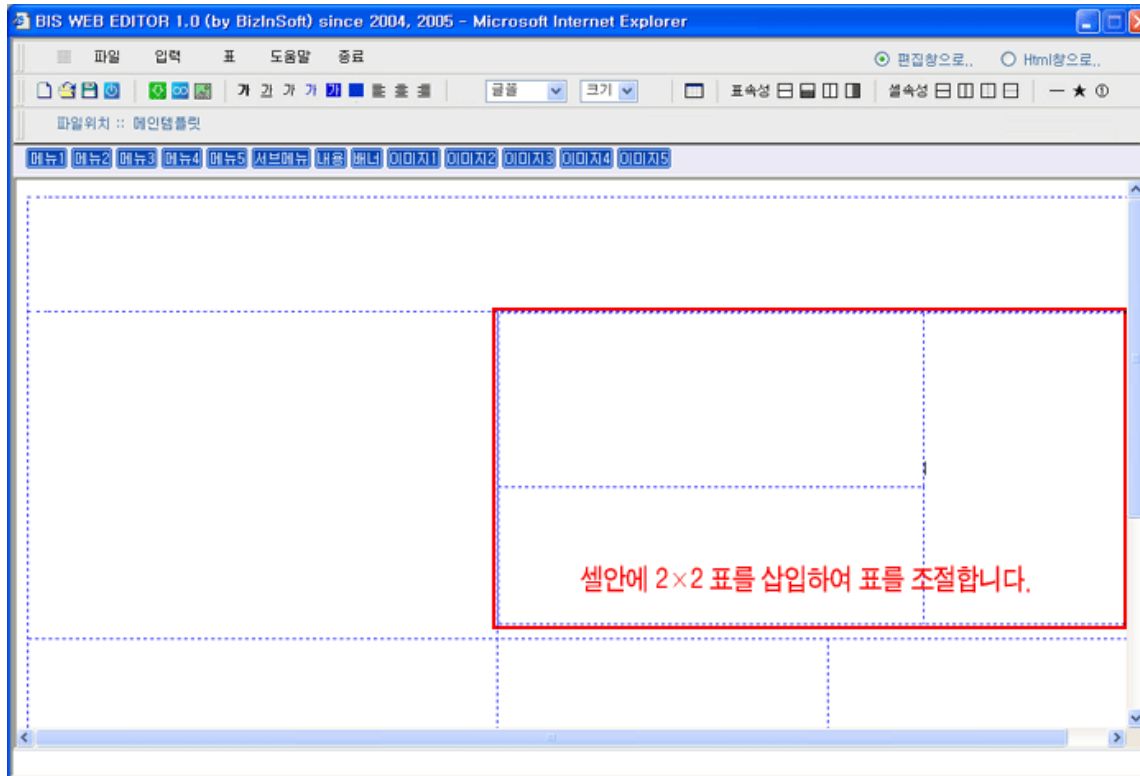 BIS WEB EDITOR 1.0 (by BizInSoft) since 2004, 2005 - Microsoft Internet Explorer
파일 입력 표 도움말 종료 편집창으로.. Html창으로..
가 가 가 가 가 글꼴 크기 표속성 셀속성 ★ ①
파일위치 :: 메인템플릿
메뉴1 메뉴2 메뉴3 메뉴4 메뉴5 서브메뉴 내용 배너 이미지1 이미지2 이미지3 이미지4 이미지5
셀안에 2×2 표를 삽입하여 표를 조절합니다.